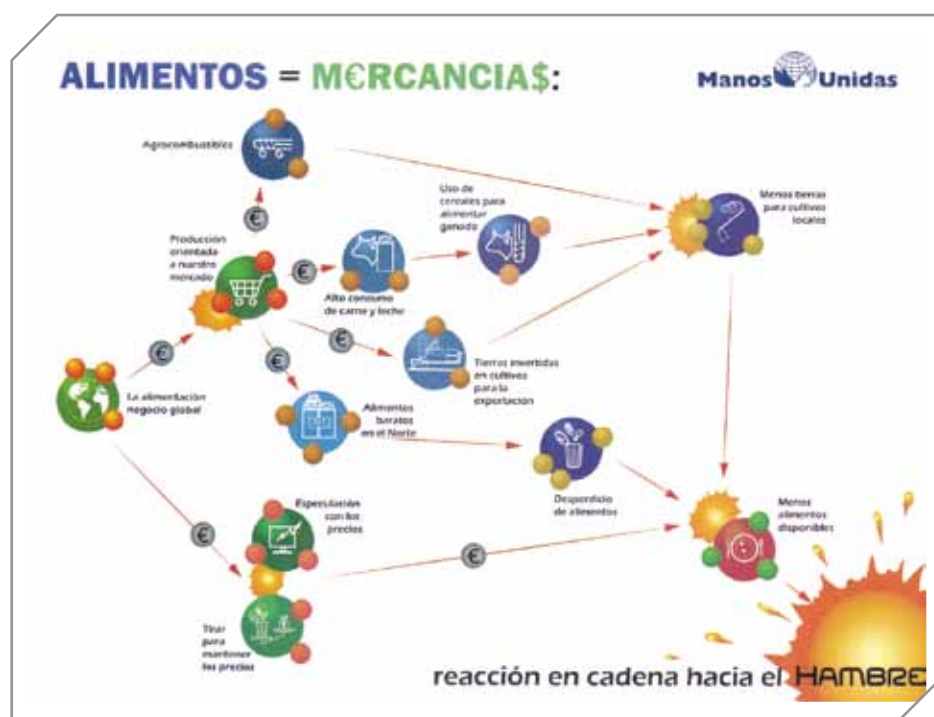 ALIMENTOS = M€RCANCIA$:
Manos Unidas
Agrocombustibles
Uso de
cereales para
alimentar
ganado
Menos tierras
para cultivos
locales
Producción
orientada
a nuestro
mercado
Alto consumo
de carne y leche
Tierras invertidas
en cultivos
para la
exportación
La alimentación
negocio global
Alimentos
baratos
en el Norte
Especulación
con los
precios
Desperdicio
de alimentos
Menos
alimentos
disponibles
Tirar
para
mantener
los precios
€
€
€
€
€
€
€
reacción en cadena hacia el HAMBRE